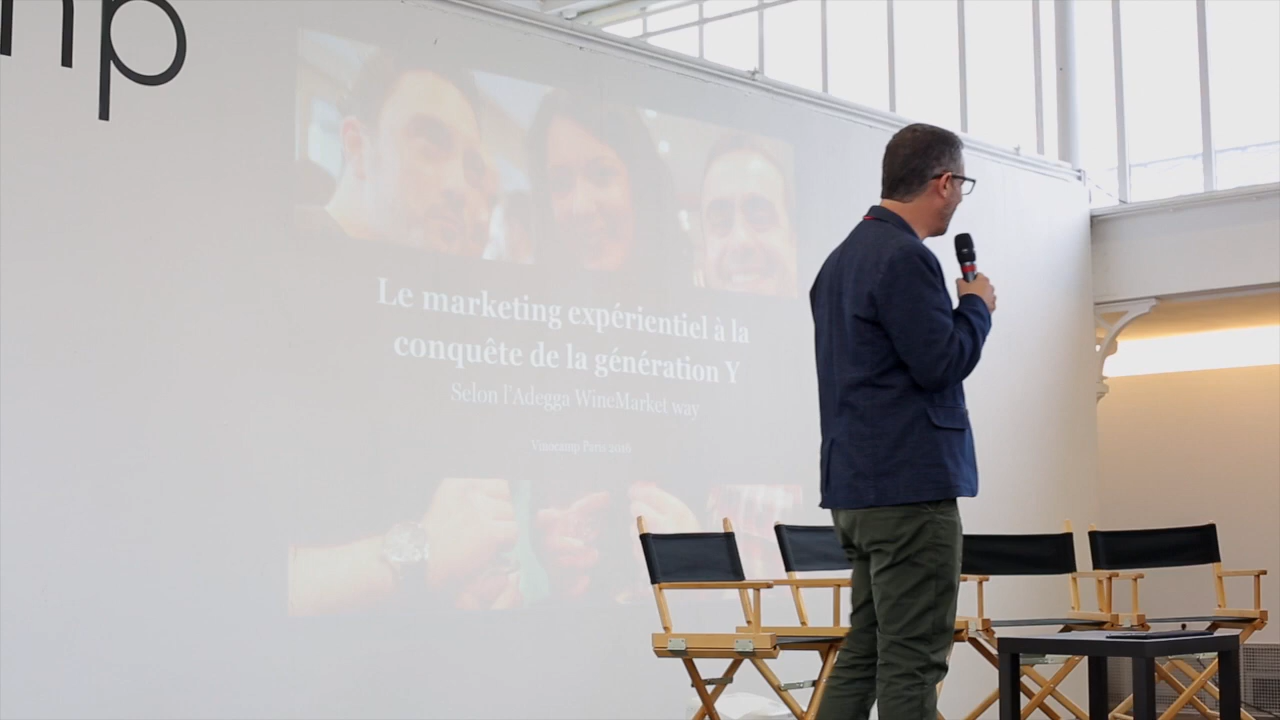 mp
Le marketing expérientiel à la
conquête de la génération Y
Selon l'Adegga WineMarket way
Vinocamp Paris 2016